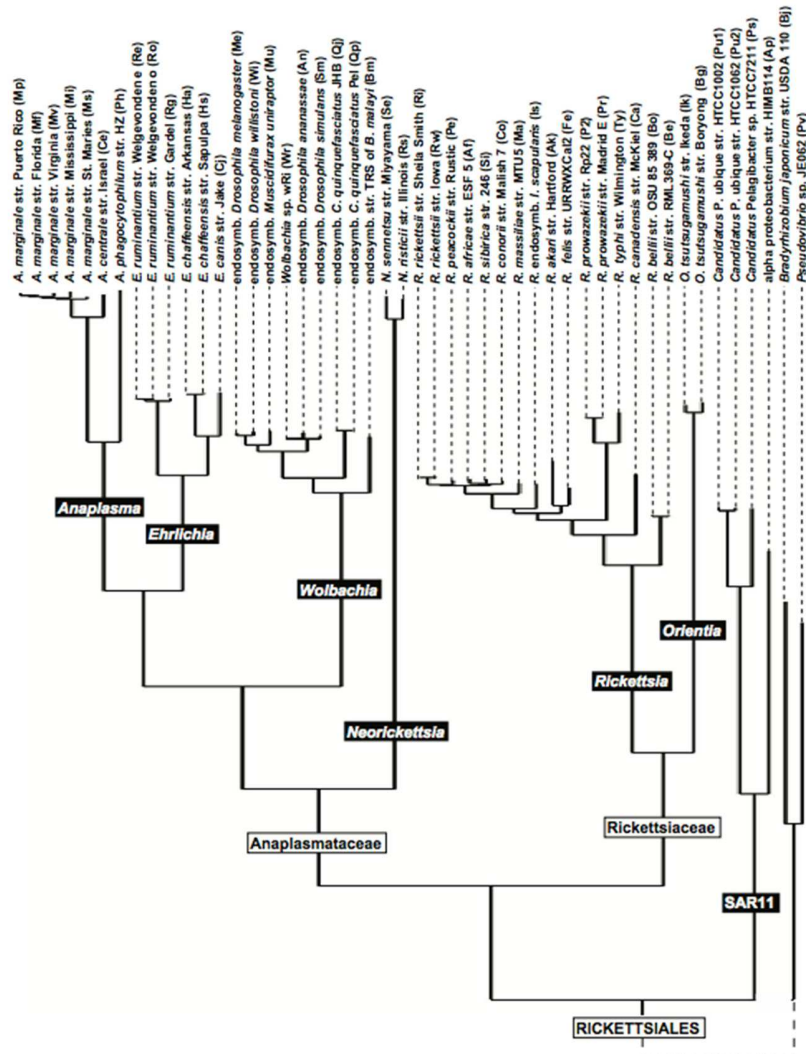 A. marginale str. Puerto Rico (Mp)
A. marginale str. Florida (Mf)
A. marginale str. Virginia (Mv)
A. marginale str. Mississippi (Mi)
A. marginale str. St. Maries (Ms)
A. centrale str. Israel (Ce)
A. phagocytophilum str. HZ (Ph)
E. ruminantium str. Welgevonden e (Re)
E. ruminantium str. Welgevonden o (Ro)
E. ruminantium str. Gardel (Rg)
E. chaffeensis str. Arkansas (Ha)
E. chaffeensis str. Sapulpa (Hs)
E. canis str. Jake (Cj)
endosymb. Drosophila melanogaster (Me)
endosymb. Drosophila willistoni (Wi)
endosymb. Muscidifurax uniraptor (Mu)
Wolbachia sp. wRi (Wr)
endosymb. Drosophila ananassae (An)
endosymb. Drosophila simulans (Sm)
endosymb. C. quinquefasciatus JHB (Qj)
endosymb. C. quinquefasciatus Pel (Qp)
endosymb. str. TRS of B. malayi (Bm)
N. sennetsu str. Miyayama (Se)
N. risticii str. Illinois (Rs)
R. rickettsii str. Sheila Smith (Ri)
R. rickettsii str. Iowa (Rw)
R. peacockii str. Rustic (Pe)
R. africae str. ESF 5 (Af)
R. sibirica str. 246 (Si)
R. conorii str. Malish 7 (Co)
R. massiliae str. MTU5 (Ma)
R. endosymb. I. scapularis (Is)
R. akari str. Hartford (Ak)
R. felis str. URRWXCal2 (Fe)
R. prowazekii str. Rp22 (P2)
R. prowazekii str. Madrid E (Pr)
R. typhi str. Wilmington (Ty)
R. canadensis str. McKiel (Ca)
R. bellii str. OSU 85 389 (Bo)
R. bellii str. RML 369-C (Be)
O. tsutsugamushi str. Ikeda (Ik)
O. tsutsugamushi str. Boryong (Bg)
Candidatus P. ubique str. HTCC1002 (Pu1)
Candidatus P. ubique str. HTCC1062 (Pu2)
Candidatus Pelagibacter sp. HTCC7211 (Ps)
alpha proteobacterium str. HIMB114 (Ap)
Bradyrhizobium japonicum str. USDA 110 (Bj)
Pseudovibrio sp. JE062 (Pv)
Anaplasma
Ehrlichia
Wolbachia
Orientia
Rickettsia
Neorickettsia
Anaplasmataceae
Rickettsiaceae
SAR11
RICKETTSIALES